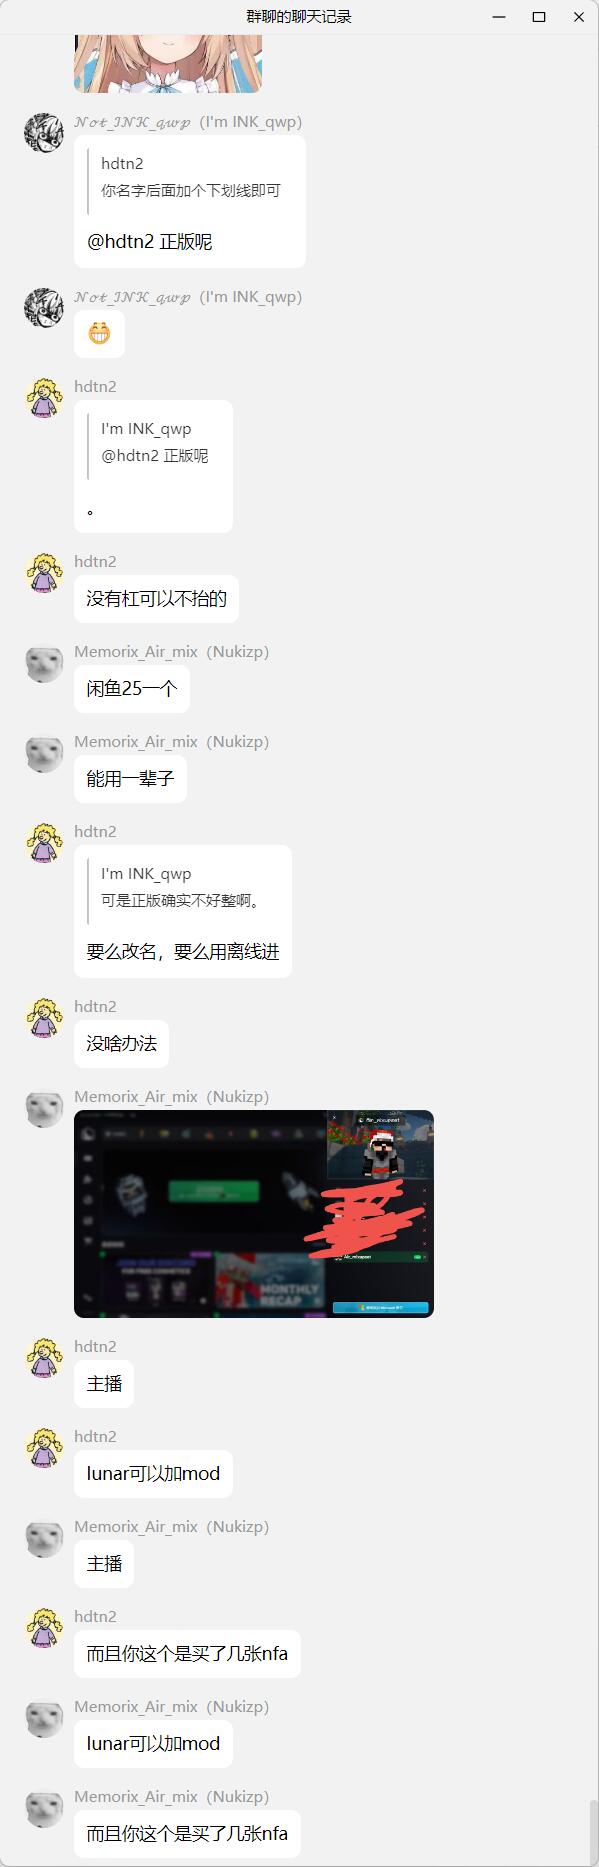 群聊的聊天记录
𝓝𝓸𝓽_𝓘𝓝𝓚_𝓺𝔀𝓹（I'm INK_qwp）
hdtn2
你名字后面加个下划线即可
@hdtn2 正版呢
𝓝𝓸𝓽_𝓘𝓝𝓚_𝓺𝔀𝓹（I'm INK_qwp）
😁
hdtn2
I'm INK_qwp
@hdtn2 正版呢
。
hdtn2
没有杠可以不抬的
Memorix_Air_mix（Nukizp）
闲鱼25一个
Memorix_Air_mix（Nukizp）
能用一辈子
hdtn2
I'm INK_qwp
可是正版确实不好整啊。
要么改名，要么用离线进
hdtn2
没啥办法
Memorix_Air_mix（Nukizp）
JOIN OUR DISCORD
MONTHLY
RECAP
hdtn2
主播
hdtn2
lunar可以加mod
Memorix_Air_mix（Nukizp）
主播
hdtn2
而且你这个是买了几张nfa
Memorix_Air_mix（Nukizp）
lunar可以加mod
Memorix_Air_mix（Nukizp）
而且你这个是买了几张nfa